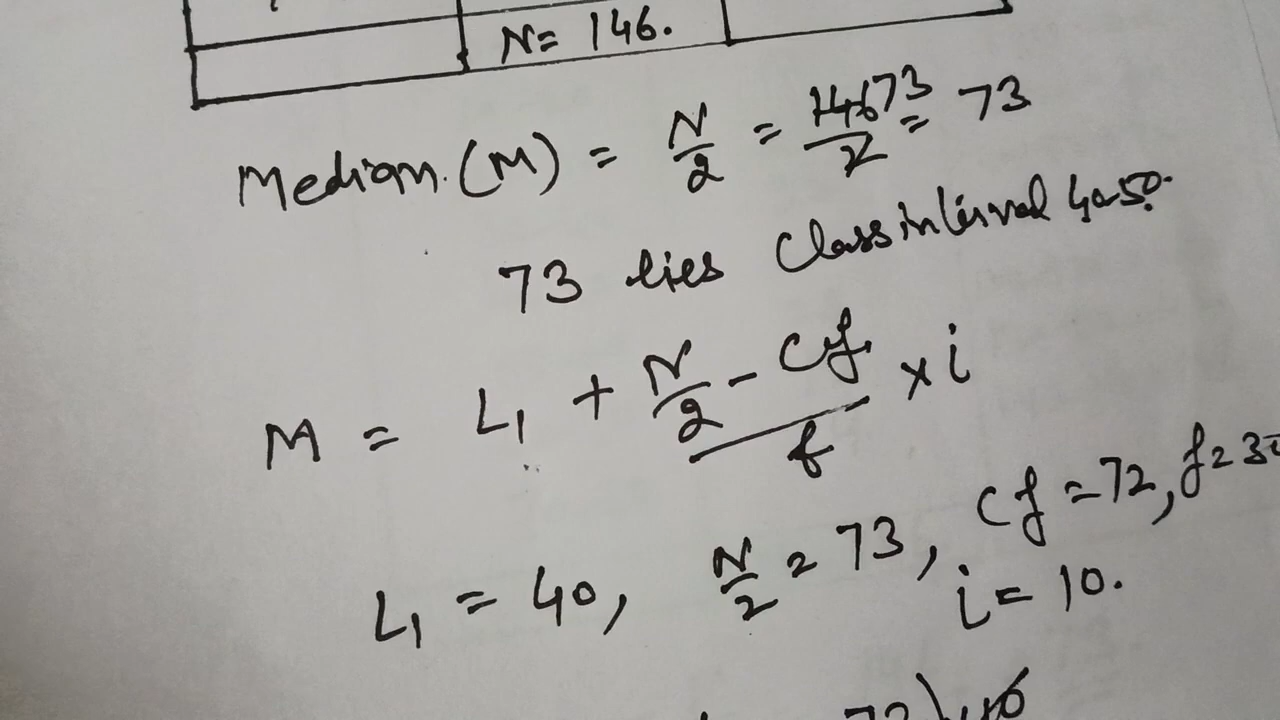 N= 146.
Median.(M) = N/2 = 146/2 73 = 73
73 lies Class interval 40-50.
M = L1 + N/2 - Cf/f × i
L1 = 40, N/2 = 73, Cf = 72,
i = 10.